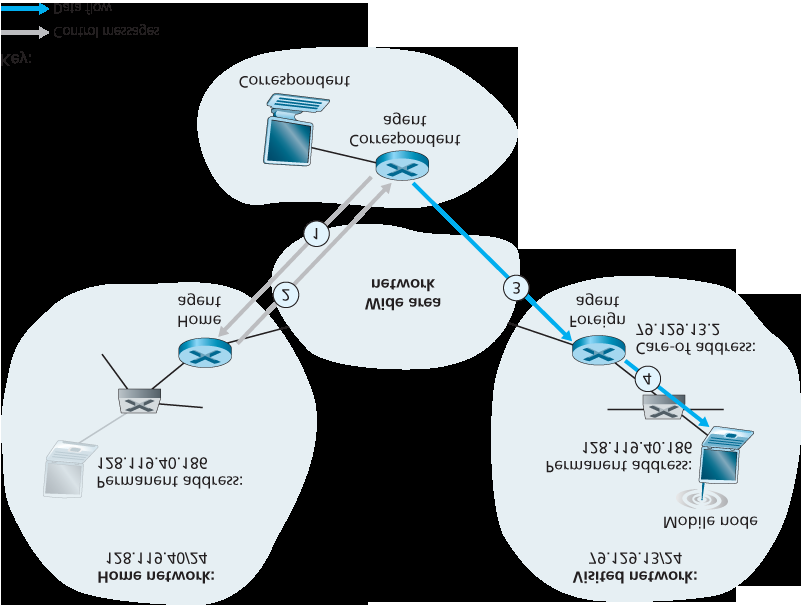 Home network:
128.119.40/24
Visited network:
79.129.13/24
Mobile node
Permanent address:
128.119.40.186
Permanent address:
128.119.40.186
Care-of address:
79.129.13.2
Home
agent
Foreign
agent
Wide area
network
1
2
3
4
Correspondent
agent
Correspondent
Key:
Control messages
Data flow